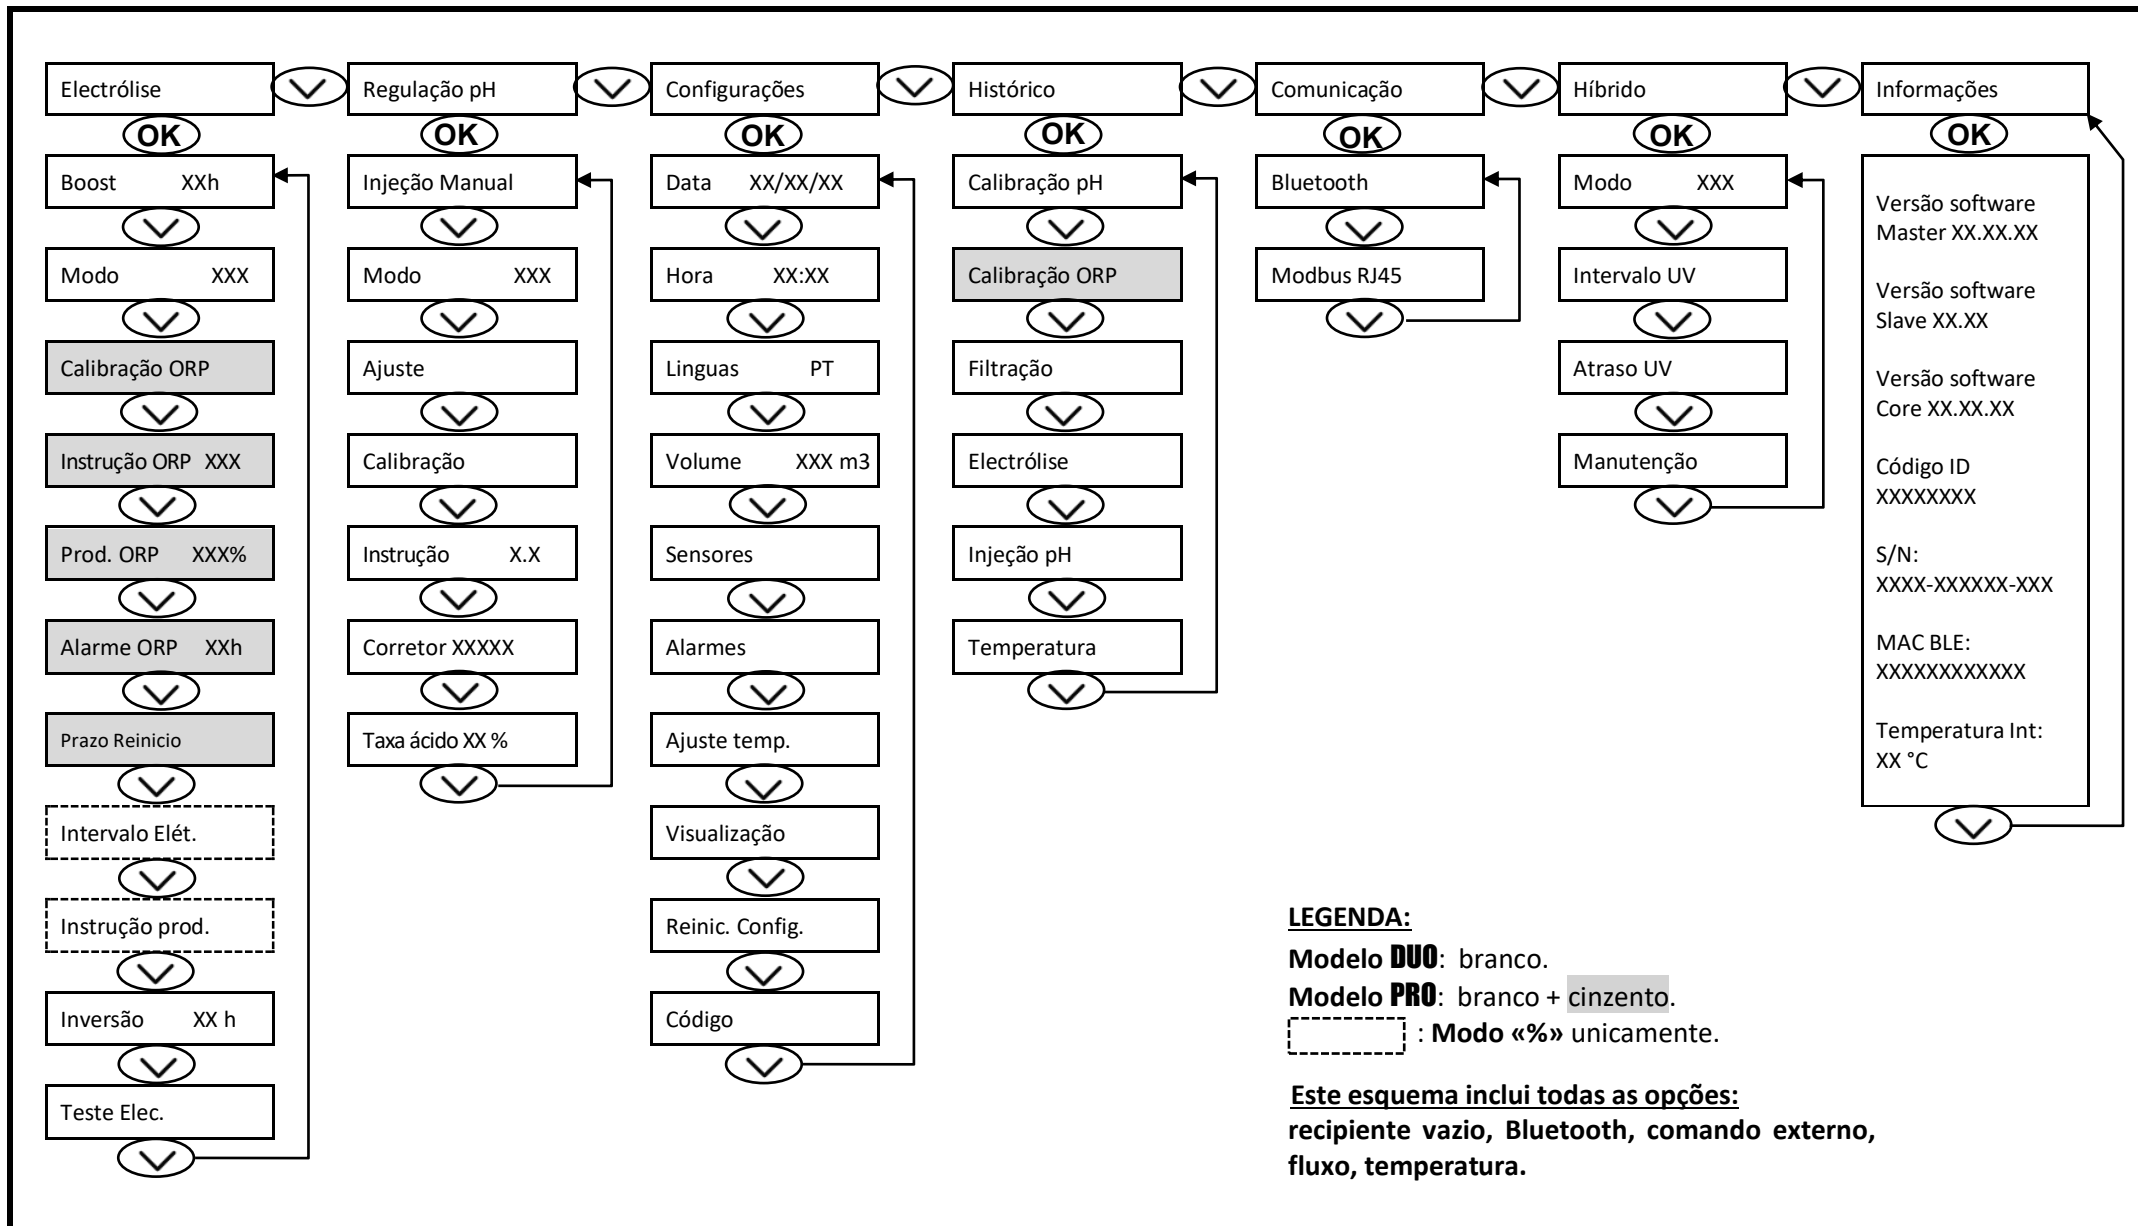 Electrólise
OK
Boost XXh
Modo XXX
Calibração ORP
Instrução ORP XXX
Prod. ORP XXX%
Alarme ORP XXh
Prazo Reinicio
Intervalo Elét.
Instrução prod.
Inversão XX h
Teste Elec.
Regulação pH
OK
Injeção Manual
Modo XXX
Ajuste
Calibração
Instrução X.X
Corretor XXXXX
Taxa ácido XX %
Configurações
OK
Data XX/XX/XX
Hora XX:XX
Linguas PT
Volume XXX m3
Sensores
Alarmes
Ajuste temp.
Visualização
Reinic. Config.
Código
Histórico
OK
Calibração pH
Calibração ORP
Filtração
Electrólise
Injeção pH
Temperatura
Comunicação
OK
Bluetooth
Modbus RJ45
Híbrido
OK
Modo XXX
Intervalo UV
Atraso UV
Manutenção
Informações
OK
Versão software
Master XX.XX.XX
Versão software
Slave XX.XX
Versão software
Core XX.XX.XX
Código ID
XXXXXXXX
S/N:
XXXX-XXXXXX-XXX
MAC BLE:
XXXXXXXXXXXX
Temperatura Int:
XX °C
LEGENDA:
Modelo DUO: branco.
Modelo PRO: branco + cinzento.
: Modo «%» unicamente.
Este esquema inclui todas as opções:
recipiente vazio, Bluetooth, comando externo,
fluxo, temperatura.